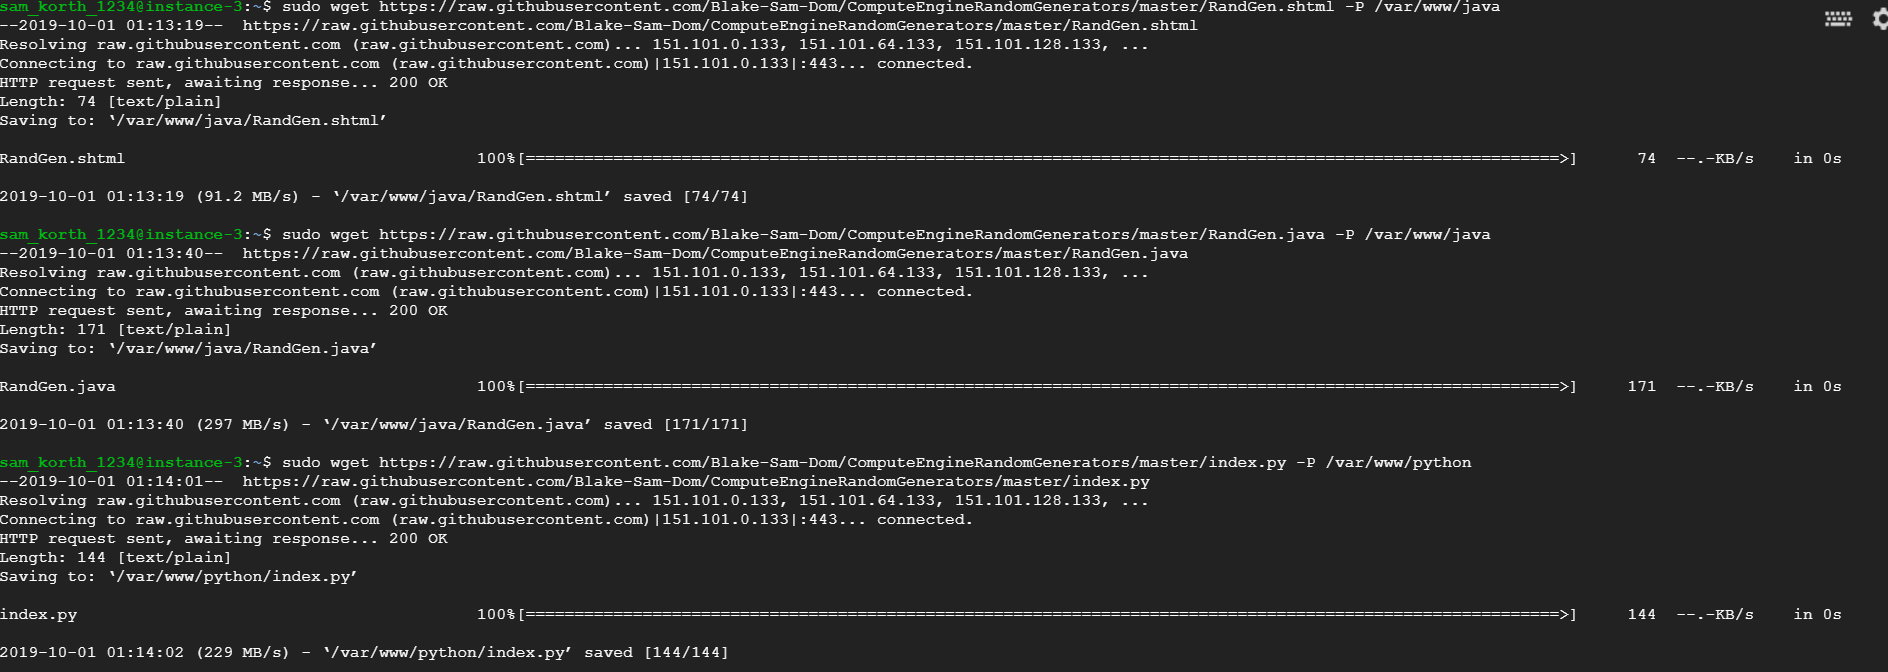 sam_korth_1234@instance-3:~$ sudo wget https://raw.githubusercontent.com/Blake-Sam-Dom/ComputeEngineRandomGenerators/master/RandGen.shtml -P /var/www/java
--2019-10-01 01:13:19--  https://raw.githubusercontent.com/Blake-Sam-Dom/ComputeEngineRandomGenerators/master/RandGen.shtml
Resolving raw.githubusercontent.com (raw.githubusercontent.com)... 151.101.0.133, 151.101.64.133, 151.101.128.133, ...
Connecting to raw.githubusercontent.com (raw.githubusercontent.com)|151.101.0.133|:443... connected.
HTTP request sent, awaiting response... 200 OK
Length: 74 [text/plain]
Saving to: ‘/var/www/java/RandGen.shtml’
RandGen.shtml 100%[==========================================================================================================>] 74 --.-KB/s in 0s
2019-10-01 01:13:19 (91.2 MB/s) - ‘/var/www/java/RandGen.shtml’ saved [74/74]
sam_korth_1234@instance-3:~$ sudo wget https://raw.githubusercontent.com/Blake-Sam-Dom/ComputeEngineRandomGenerators/master/RandGen.java -P /var/www/java
--2019-10-01 01:13:40--  https://raw.githubusercontent.com/Blake-Sam-Dom/ComputeEngineRandomGenerators/master/RandGen.java
Resolving raw.githubusercontent.com (raw.githubusercontent.com)... 151.101.0.133, 151.101.64.133, 151.101.128.133, ...
Connecting to raw.githubusercontent.com (raw.githubusercontent.com)|151.101.0.133|:443... connected.
HTTP request sent, awaiting response... 200 OK
Length: 171 [text/plain]
Saving to: ‘/var/www/java/RandGen.java’
RandGen.java 100%[==========================================================================================================>] 171 --.-KB/s in 0s
2019-10-01 01:13:40 (297 MB/s) - ‘/var/www/java/RandGen.java’ saved [171/171]
sam_korth_1234@instance-3:~$ sudo wget https://raw.githubusercontent.com/Blake-Sam-Dom/ComputeEngineRandomGenerators/master/index.py -P /var/www/python
--2019-10-01 01:14:01--  https://raw.githubusercontent.com/Blake-Sam-Dom/ComputeEngineRandomGenerators/master/index.py
Resolving raw.githubusercontent.com (raw.githubusercontent.com)... 151.101.0.133, 151.101.64.133, 151.101.128.133, ...
Connecting to raw.githubusercontent.com (raw.githubusercontent.com)|151.101.0.133|:443... connected.
HTTP request sent, awaiting response... 200 OK
Length: 144 [text/plain]
Saving to: ‘/var/www/python/index.py’
index.py 100%[==========================================================================================================>] 144 --.-KB/s in 0s
2019-10-01 01:14:02 (229 MB/s) - ‘/var/www/python/index.py’ saved [144/144]